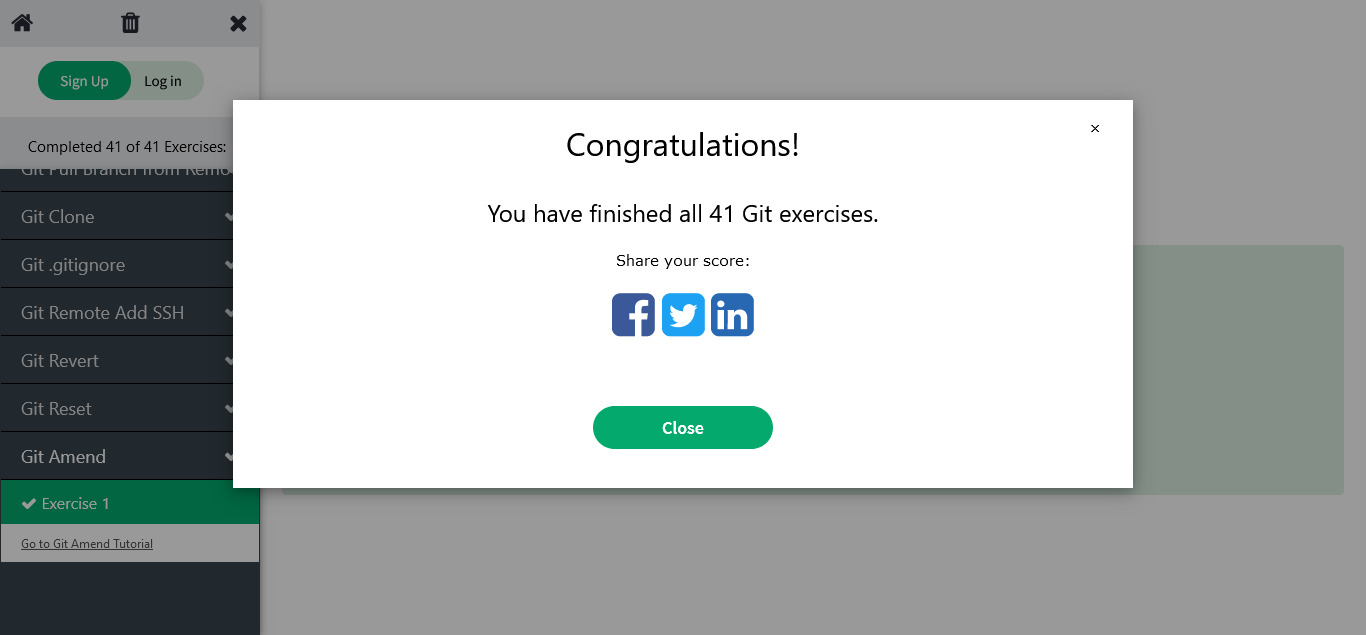 Sign Up
Log in
Completed 41 of 41 Exercises:
Git Pull Branch from Remo
Git Clone
Git .gitignore
Git Remote Add SSH
Git Revert
Git Reset
Git Amend
Exercise 1
Go to Git Amend Tutorial
×
Congratulations!
You have finished all 41 Git exercises.
Share your score:
Close